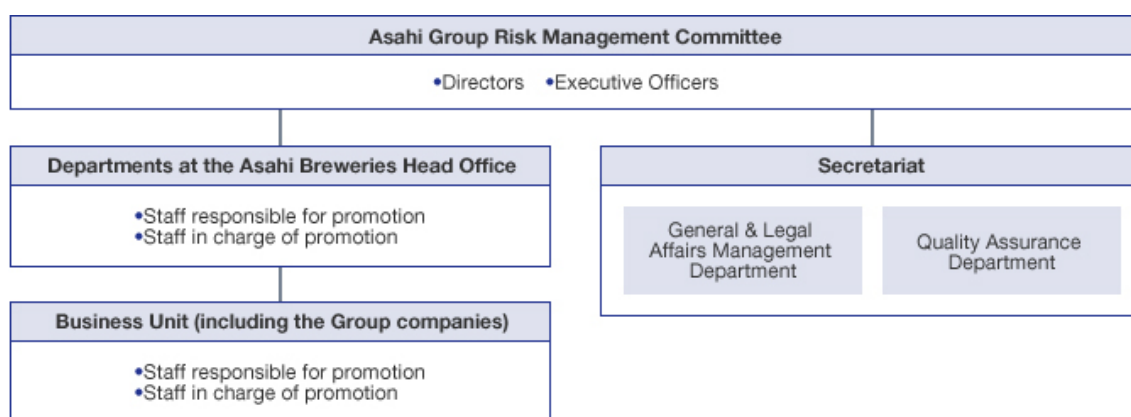 Asahi Group Risk Management Committee
•Directors •Executive Officers
Departments at the Asahi Breweries Head Office
•Staff responsible for promotion
•Staff in charge of promotion
Business Unit (including the Group companies)
•Staff responsible for promotion
•Staff in charge of promotion
Secretariat
General & Legal
Affairs Management
Department
Quality Assurance
Department